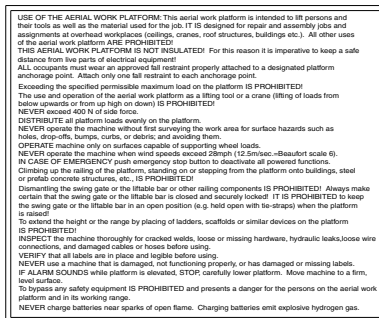 USE OF THE AERIAL WORK PLATFORM: This aerial work platform is intended to lift persons and
their tools as well as the material used for the job. IT IS designed for repair and assembly jobs and
assignments at overhead workplaces (ceilings, cranes, roof structures, buildings etc.). All other uses
of the aerial work platform ARE PROHIBITED!
THIS AERIAL WORK PLATFORM IS NOT INSULATED! For this reason it is imperative to keep a safe
distance from live parts of electrical equipment!
ALL occupants must wear an approved fall restraint properly attached to a designated platform
anchorage point. Attach only one fall restraint to each anchorage point.
Exceeding the specified permissible maximum load on the platform IS PROHIBITED!
The use and operation of the aerial work platform as a lifting tool or a crane (lifting of loads from
below upwards or from up high on down) IS PROHIBITED!
NEVER exceed 400 N of side force.
DISTRIBUTE all platform loads evenly on the platform.
NEVER operate the machine without first surveying the work area for surface hazards such as
holes, drop-offs, bumps, curbs, or debris; and avoiding them.
OPERATE machine only on surfaces capable of supporting wheel loads.
NEVER operate the machine when wind speeds exceed 28mph (12.5m/sec.=Beaufort scale 6).
IN CASE OF EMERGENCY push emergency stop button to deactivate all powered functions.
Climbing up the railing of the platform, standing on or stepping from the platform onto buildings, steel
or prefab concrete structures, etc., IS PROHIBITED!
Dismantling the swing gate or the liftable bar or other railing components IS PROHIBITED! Always make
certain that the swing gate or the liftable bar is closed and securely locked! IT IS PROHIBITED to keep
the swing gate or the liftable bar in an open position (e.g. held open with tie-straps) when the platform
is raised!
To extend the height or the range by placing of ladders, scaffolds or similar devices on the platform
IS PROHIBITED!
INSPECT the machine thoroughly for cracked welds, loose or missing hardware, hydraulic leaks,loose wire
connections, and damaged cables or hoses before using.
VERIFY that all labels are in place and legible before using.
NEVER use a machine that is damaged, not functioning properly, or has damaged or missing labels.
IF ALARM SOUNDS while platform is elevated, STOP, carefully lower platform. Move machine to a firm,
level surface.
To bypass any safety equipment IS PROHIBITED and presents a danger for the persons on the aerial work
platform and in its working range.
NEVER charge batteries near sparks of open flame. Charging batteries emit explosive hydrogen gas.